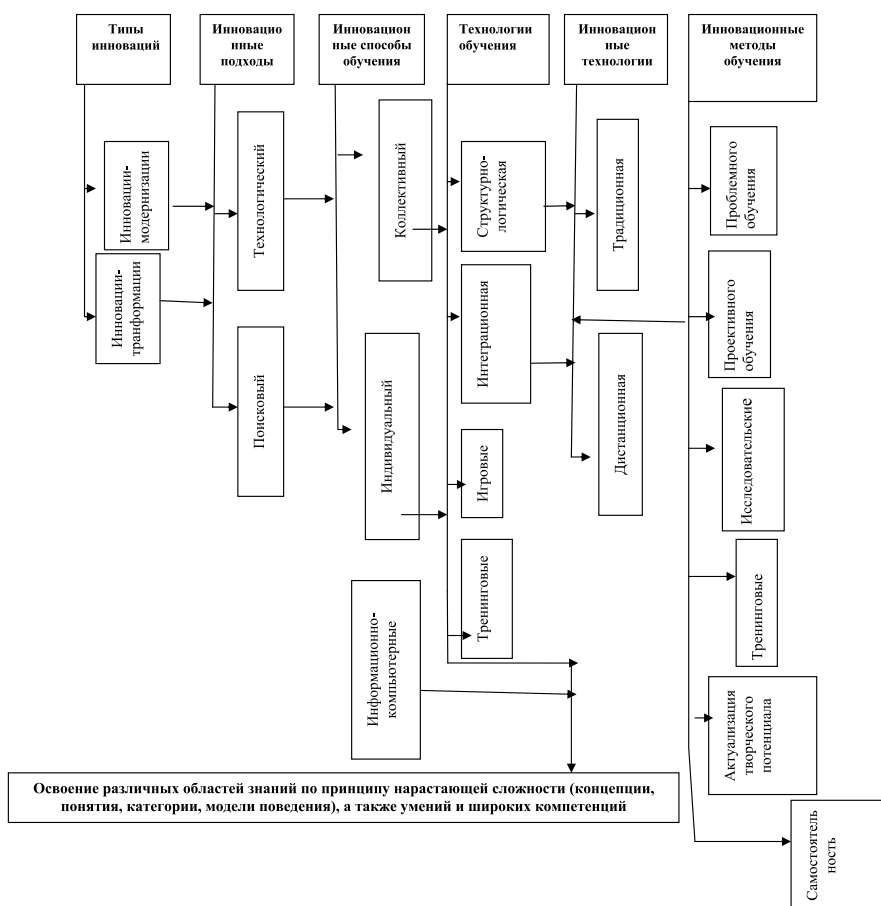 Типы
инноваций
Инновацио
нные
подходы
Инновацион
ные способы
обучения
Технологии
обучения
Инновацион
ные
технологии
Инновационные
методы
обучения
Инновации-
модернизации
Инновации-
транформации
Технологический
Поисковый
Коллективный
Индивидуальный
Информационно-
компьютерные
Структурно-
логическая
Интеграционная
Игровые
Тренинговые
Традиционная
Дистанционная
Проблемного
обучения
Проективного
обучения
Исследовательские
Тренинговые
Актуализация
творческого
потенциала
Самостоятель
ность
Освоение различных областей знаний по принципу нарастающей сложности (концепции,
понятия, категории, модели поведения), а также умений и широких компетенций